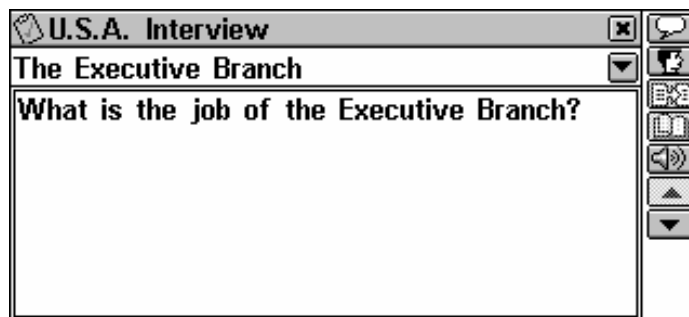 U.S.A. Interview
The Executive Branch
What is the job of the Executive Branch?